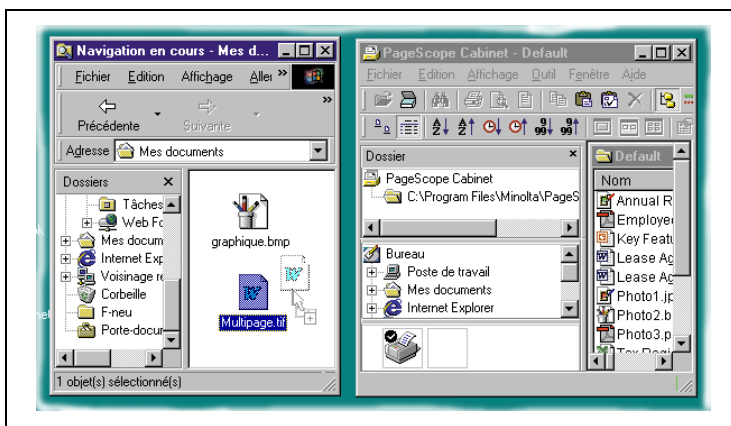 Navigation en cours - Mes d...
Fichier Edition Affichage Aller »
Précédente Suivante »
Adresse Mes documents
Dossiers ×
Tâches
Web Fo
Mes docum
Internet Exp
Voisinage re
Corbeille
F-neu
Porte-docur
graphique.bmp
Multipage.tif
1 objet(s) sélectionné(s)
PageScope Cabinet - Default
Fichier Edition Affichage Outil Fenêtre Aide
Dossier ×
PageScope Cabinet
C:\Program Files\Minolta\PageS
Bureau
Poste de travail
Mes documents
Internet Explorer
Default
Nom
Annual R
Employe
Key Featu
Lease Ag
Lease Ag
Photo1.jp
Photo2.b
Photo3.p